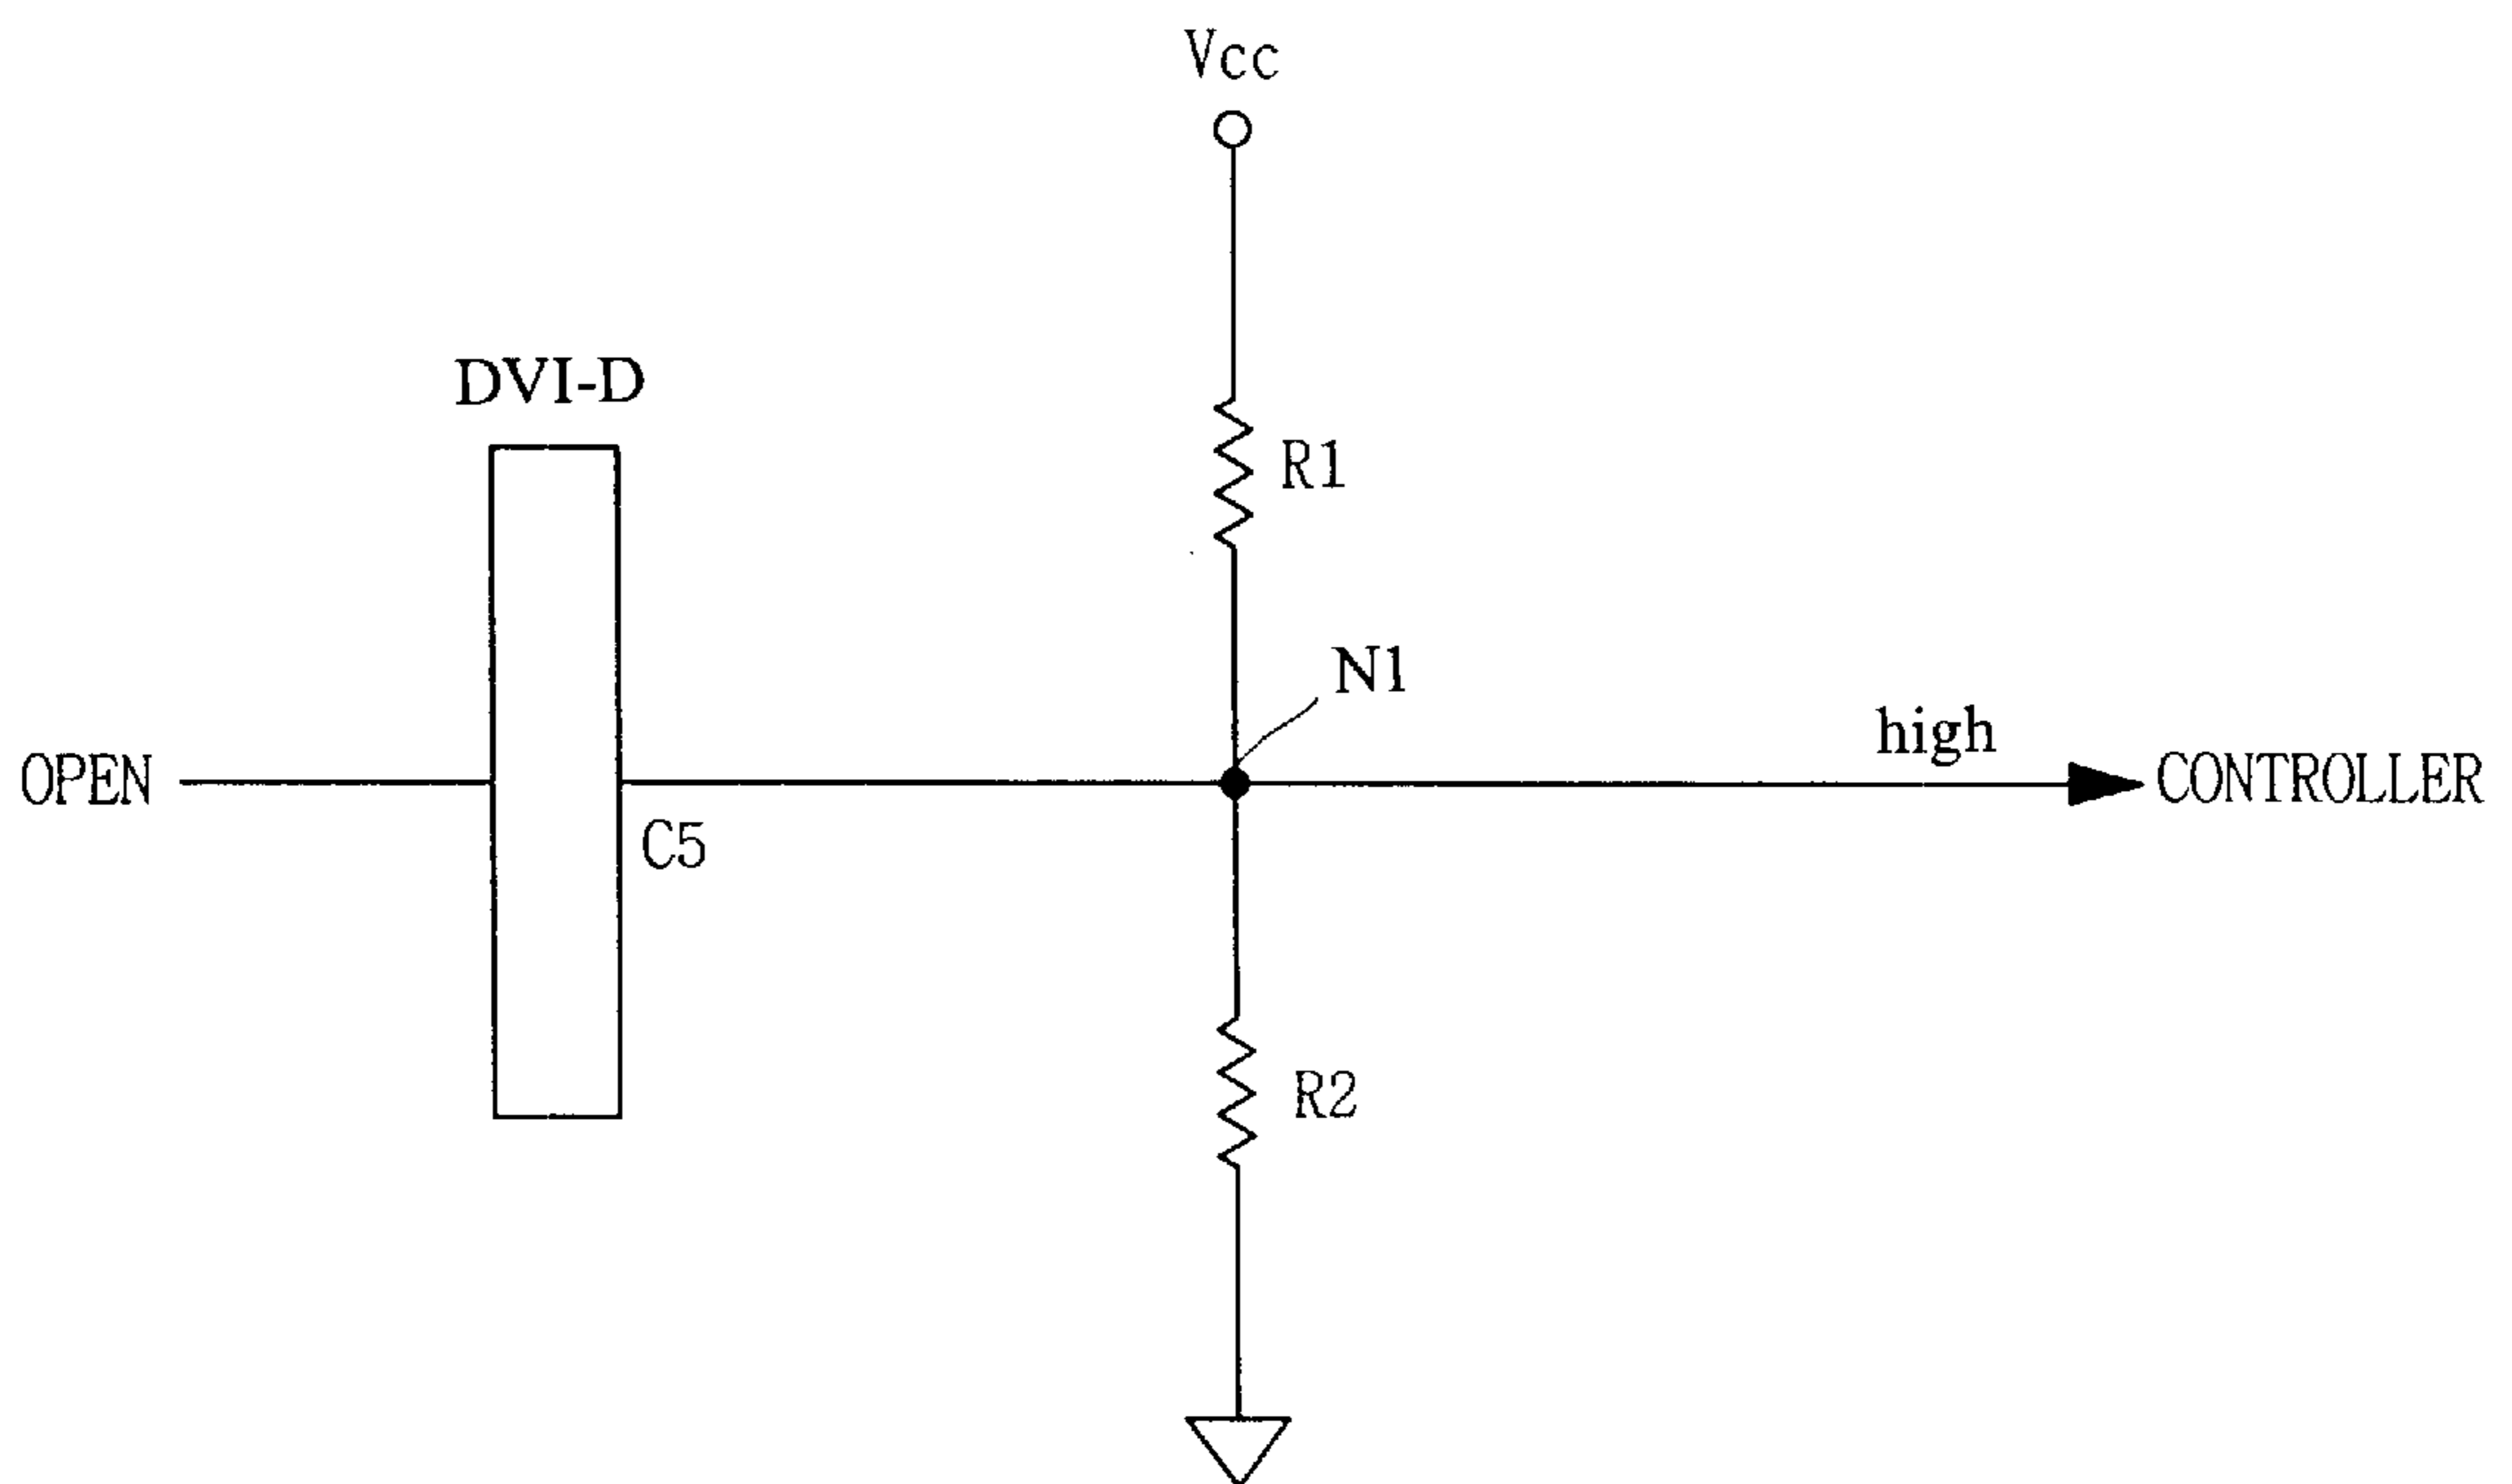 Vcc
DVI-D
R1
N1
high
OPEN
CONTROLLER
C5
R2